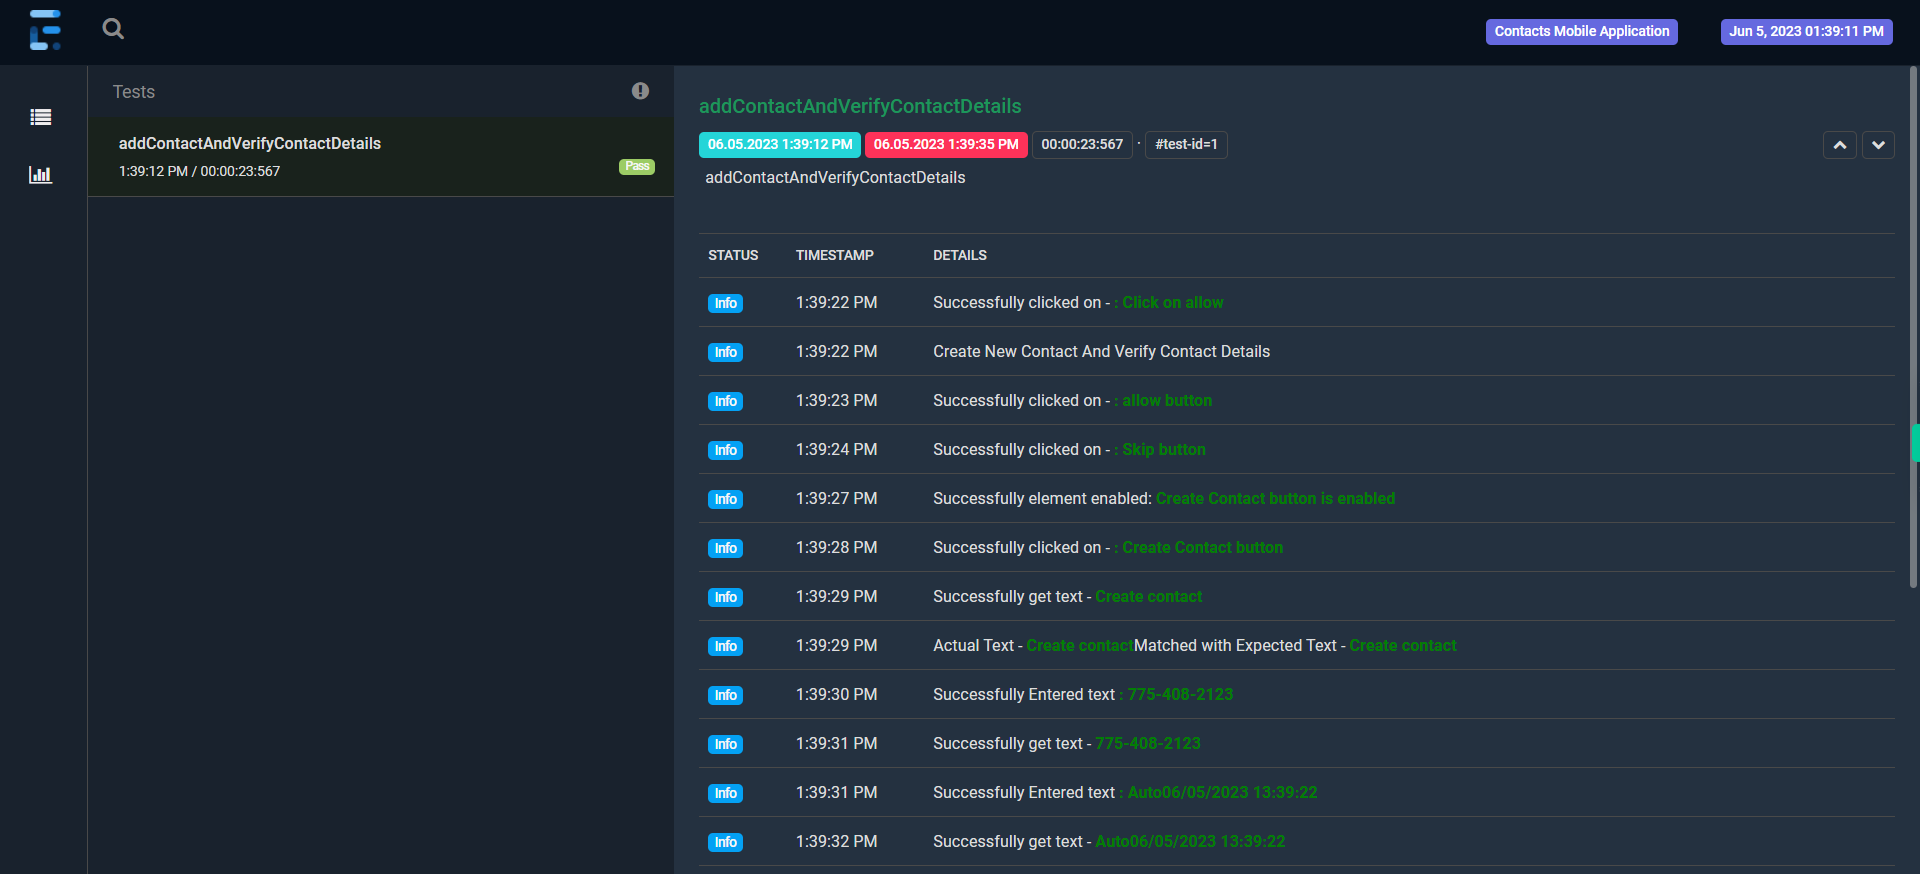 Contacts Mobile Application
Jun 5, 2023 01:39:11 PM
Tests
addContactAndVerifyContactDetails
1:39:12 PM / 00:00:23:567
Pass
addContactAndVerifyContactDetails
06.05.2023 1:39:12 PM 06.05.2023 1:39:35 PM 00:00:23:567 · #test-id=1
addContactAndVerifyContactDetails
STATUS TIMESTAMP DETAILS
Info 1:39:22 PM Successfully clicked on - : Click on allow
Info 1:39:22 PM Create New Contact And Verify Contact Details
Info 1:39:23 PM Successfully clicked on - : allow button
Info 1:39:24 PM Successfully clicked on - : Skip button
Info 1:39:27 PM Successfully element enabled: Create Contact button is enabled
Info 1:39:28 PM Successfully clicked on - : Create Contact button
Info 1:39:29 PM Successfully get text - Create contact
Info 1:39:29 PM Actual Text - Create contactMatched with Expected Text - Create contact
Info 1:39:30 PM Successfully Entered text : 775-408-2123
Info 1:39:31 PM Successfully get text - 775-408-2123
Info 1:39:31 PM Successfully Entered text : Auto06/05/2023 13:39:22
Info 1:39:32 PM Successfully get text - Auto06/05/2023 13:39:22